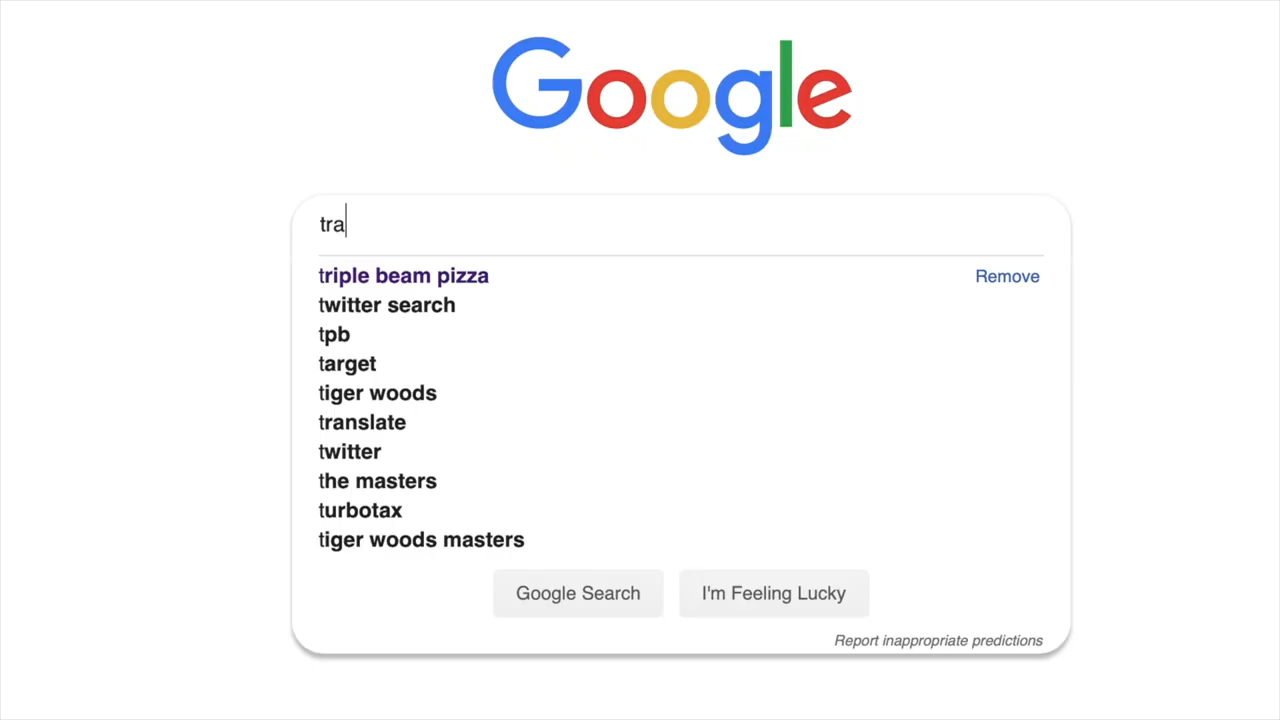 Google
tra
triple beam pizza Remove
twitter search
tpb
target
tiger woods
translate
twitter
the masters
turbotax
tiger woods masters
Google Search I'm Feeling Lucky
Report inappropriate predictions